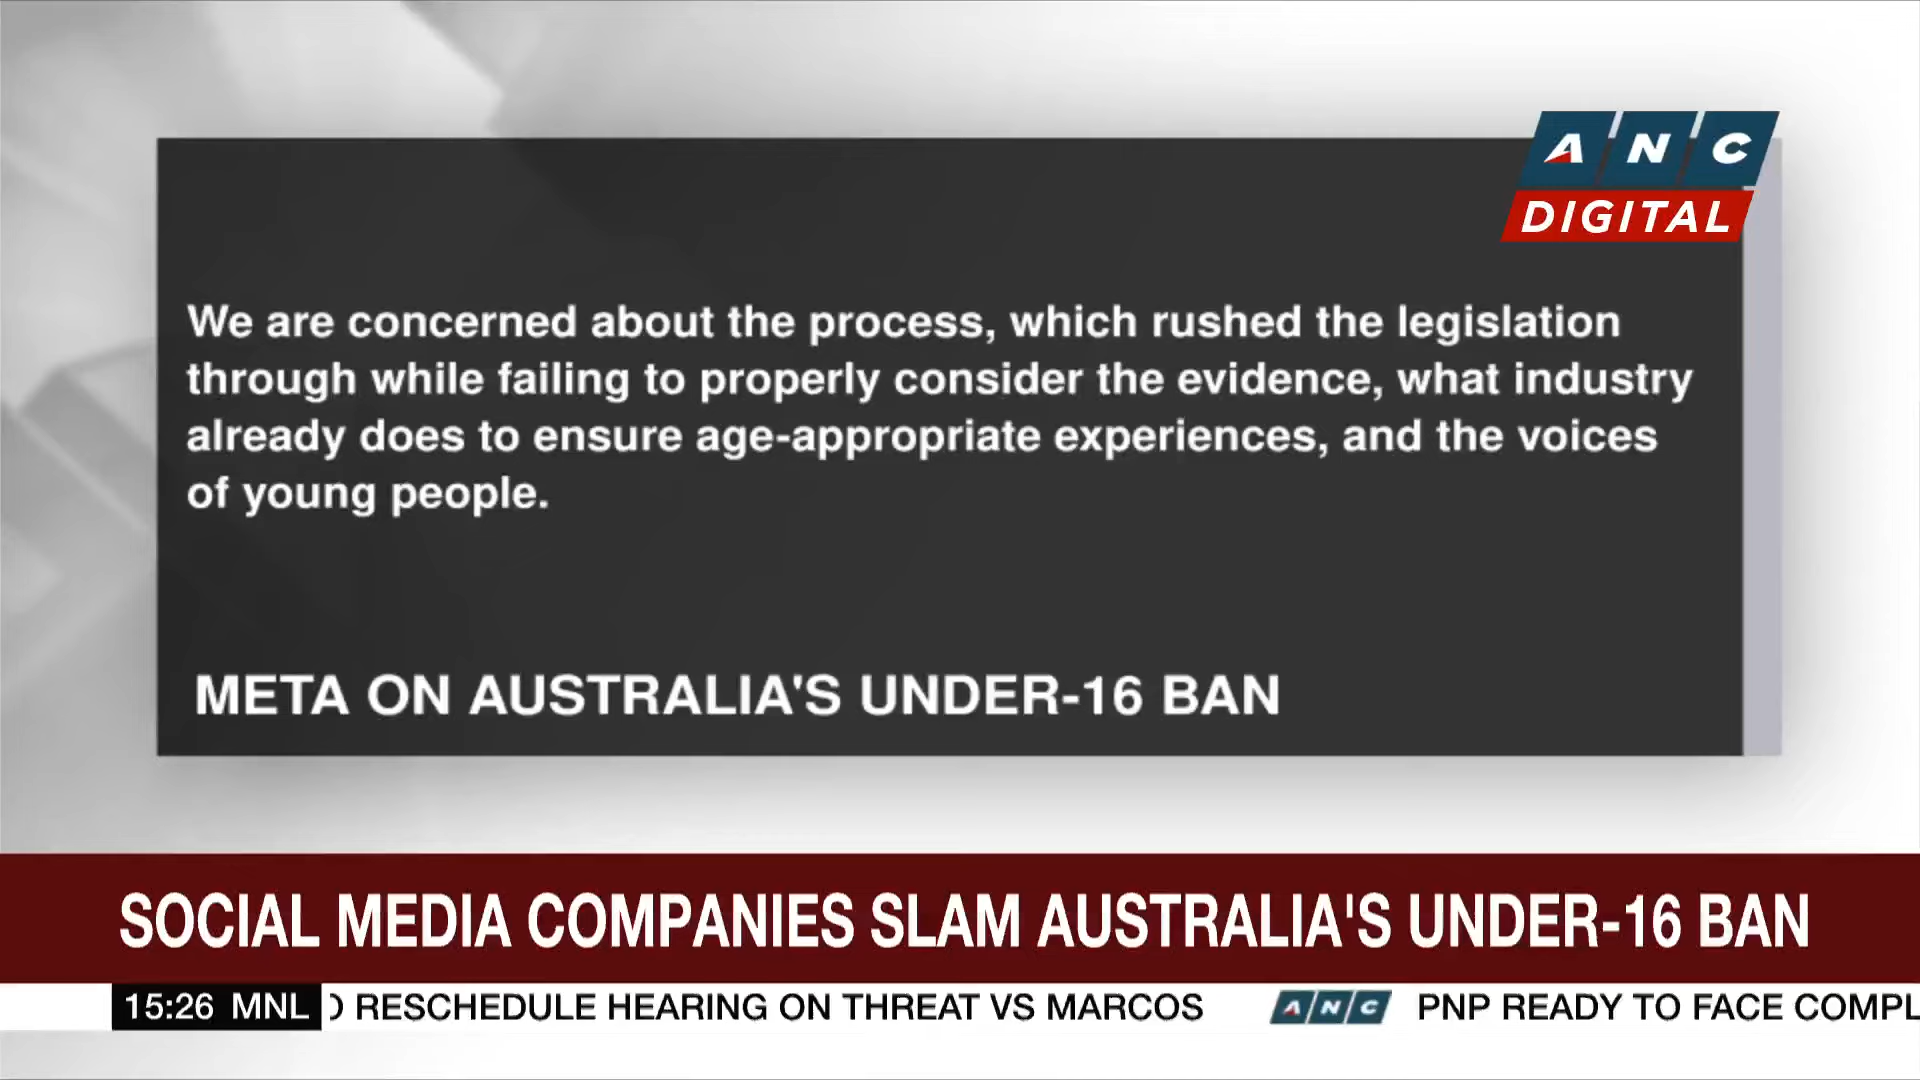 ANC
DIGITAL
We are concerned about the process, which rushed the legislation
through while failing to properly consider the evidence, what industry
already does to ensure age-appropriate experiences, and the voices
of young people.
META ON AUSTRALIA'S UNDER-16 BAN
SOCIAL MEDIA COMPANIES SLAM AUSTRALIA'S UNDER-16 BAN
15:26 MNL RESCHEDULE HEARING ON THREAT VS MARCOS ANC PNP READY TO FACE